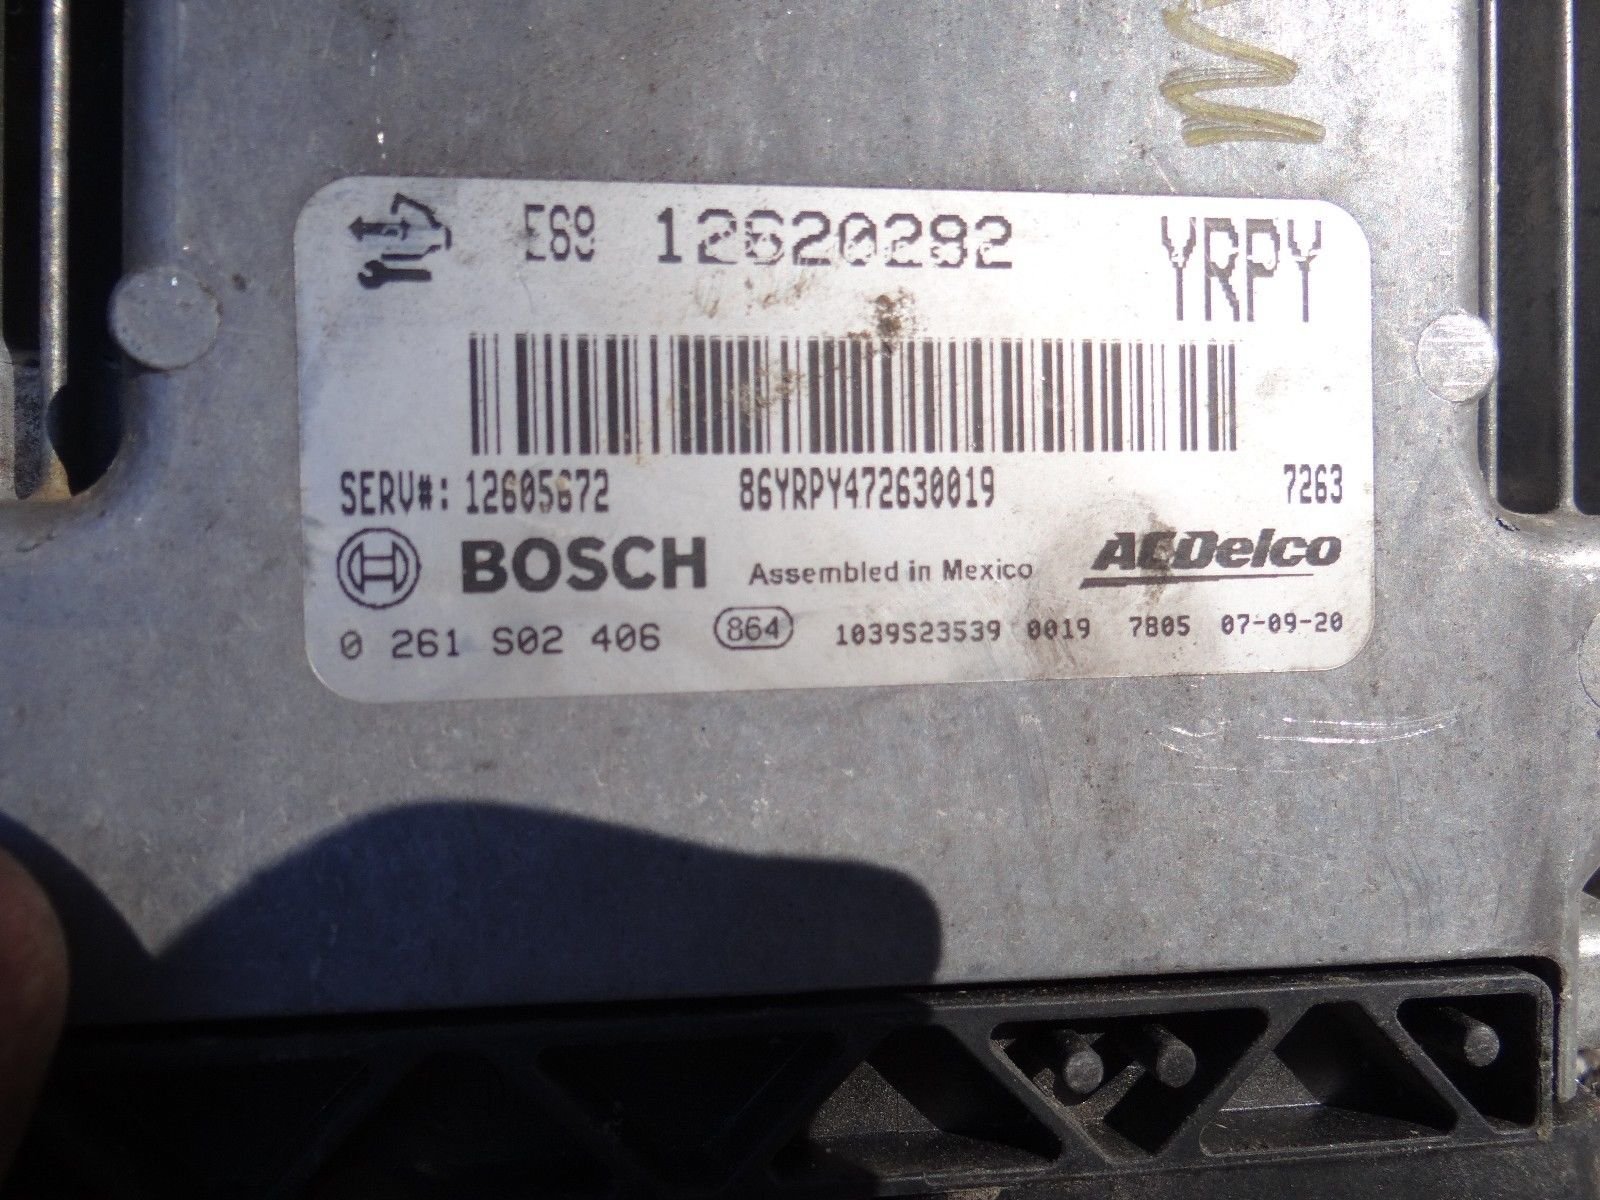 E69 12620282 YRPY
SERV#: 12605672 86YRPY472630019 7263
BOSCH Assembled in Mexico ACDelco
0 261 S02 406 864 1039S23539 0019 7805 07-09-20